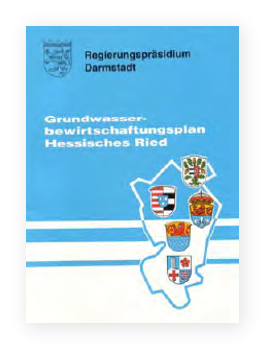 Regierungspräsidium
Darmstadt
Grundwasser-
bewirtschaftungsplan
Hessisches Ried